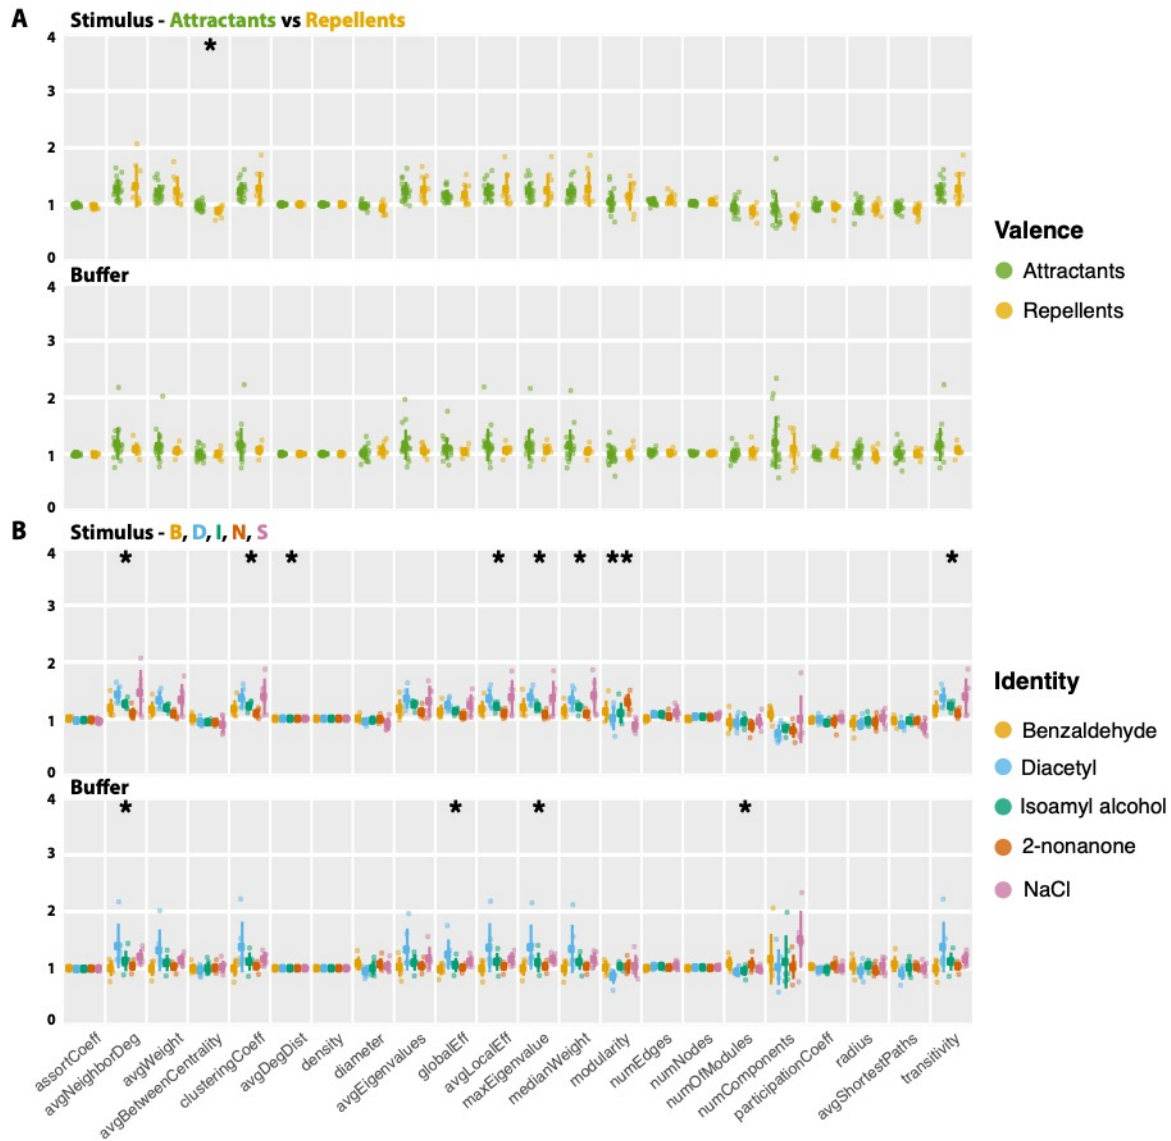 A Stimulus - Attractants vs Repellents
*
4
3
2
1
0
Buffer
4
3
2
1
0
Valence
Attractants
Repellents
B Stimulus - B, D, I, N, S
* * * * * * ** *
4
3
2
1
0
Buffer
* * * *
4
3
2
1
0
Identity
Benzaldehyde
Diacetyl
Isoamyl alcohol
2-nonanone
NaCl
assortCoeff
avgNeighborDeg
avgWeight
avgBetweenCentrality
clusteringCoeff
avgDegDist
density
diameter
avgEigenvalues
globalEff
avgLocalEff
maxEigenvalue
medianWeight
modularity
numEdges
numNodes
numOfModules
numComponents
participationCoeff
radius
avgShortestPaths
transitivity